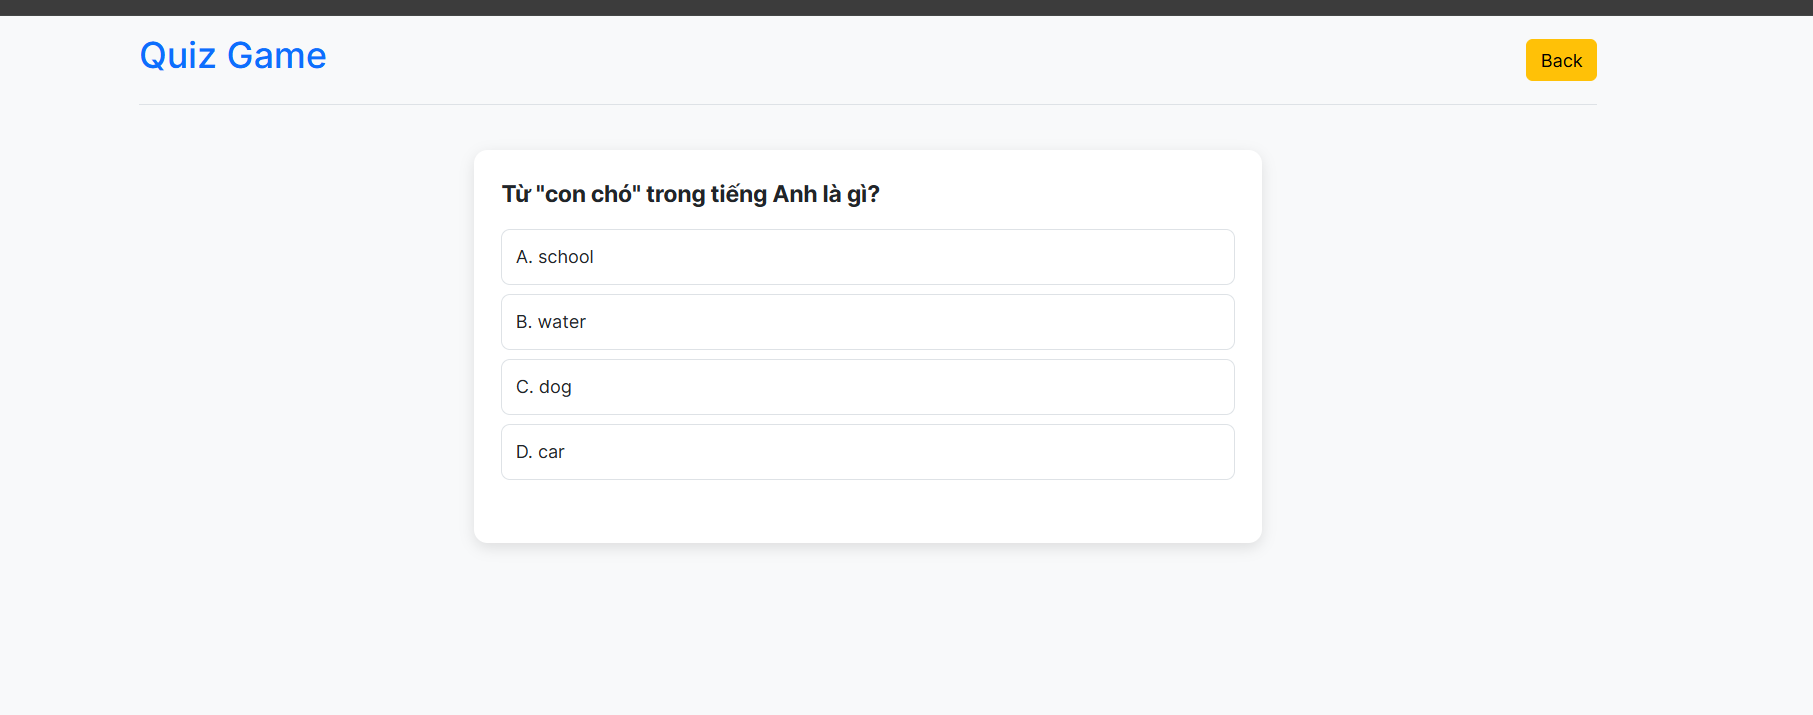 Quiz Game
Back
Từ "con chó" trong tiếng Anh là gì?
A. school
B. water
C. dog
D. car